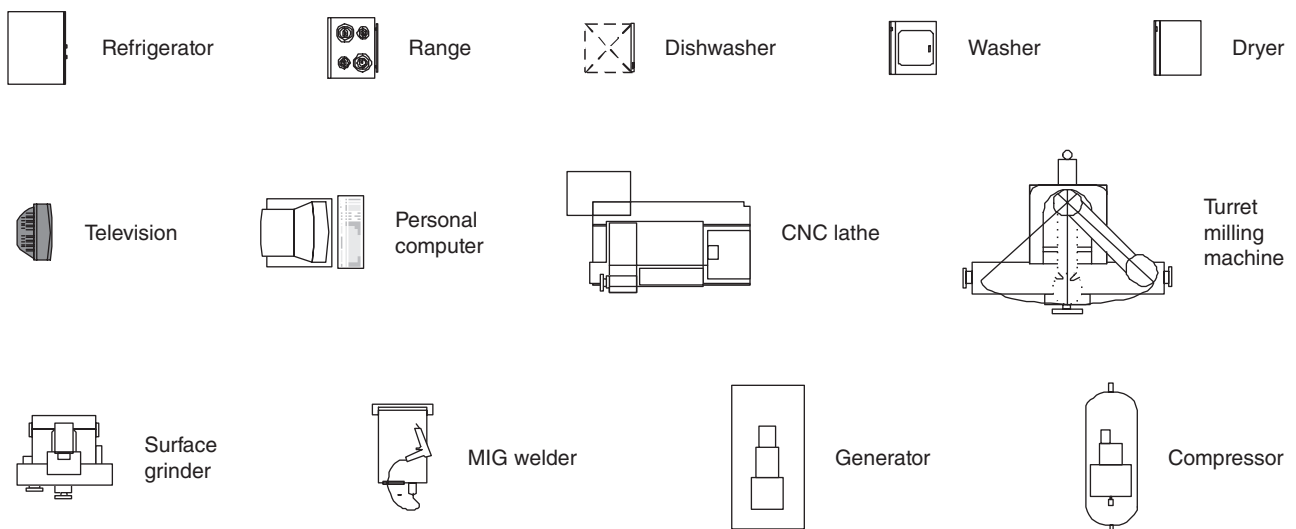 Refrigerator
Range
Dishwasher
Washer
Dryer
Television
Personal
computer
CNC lathe
Turret
milling
machine
Surface
grinder
MIG welder
Generator
Compressor